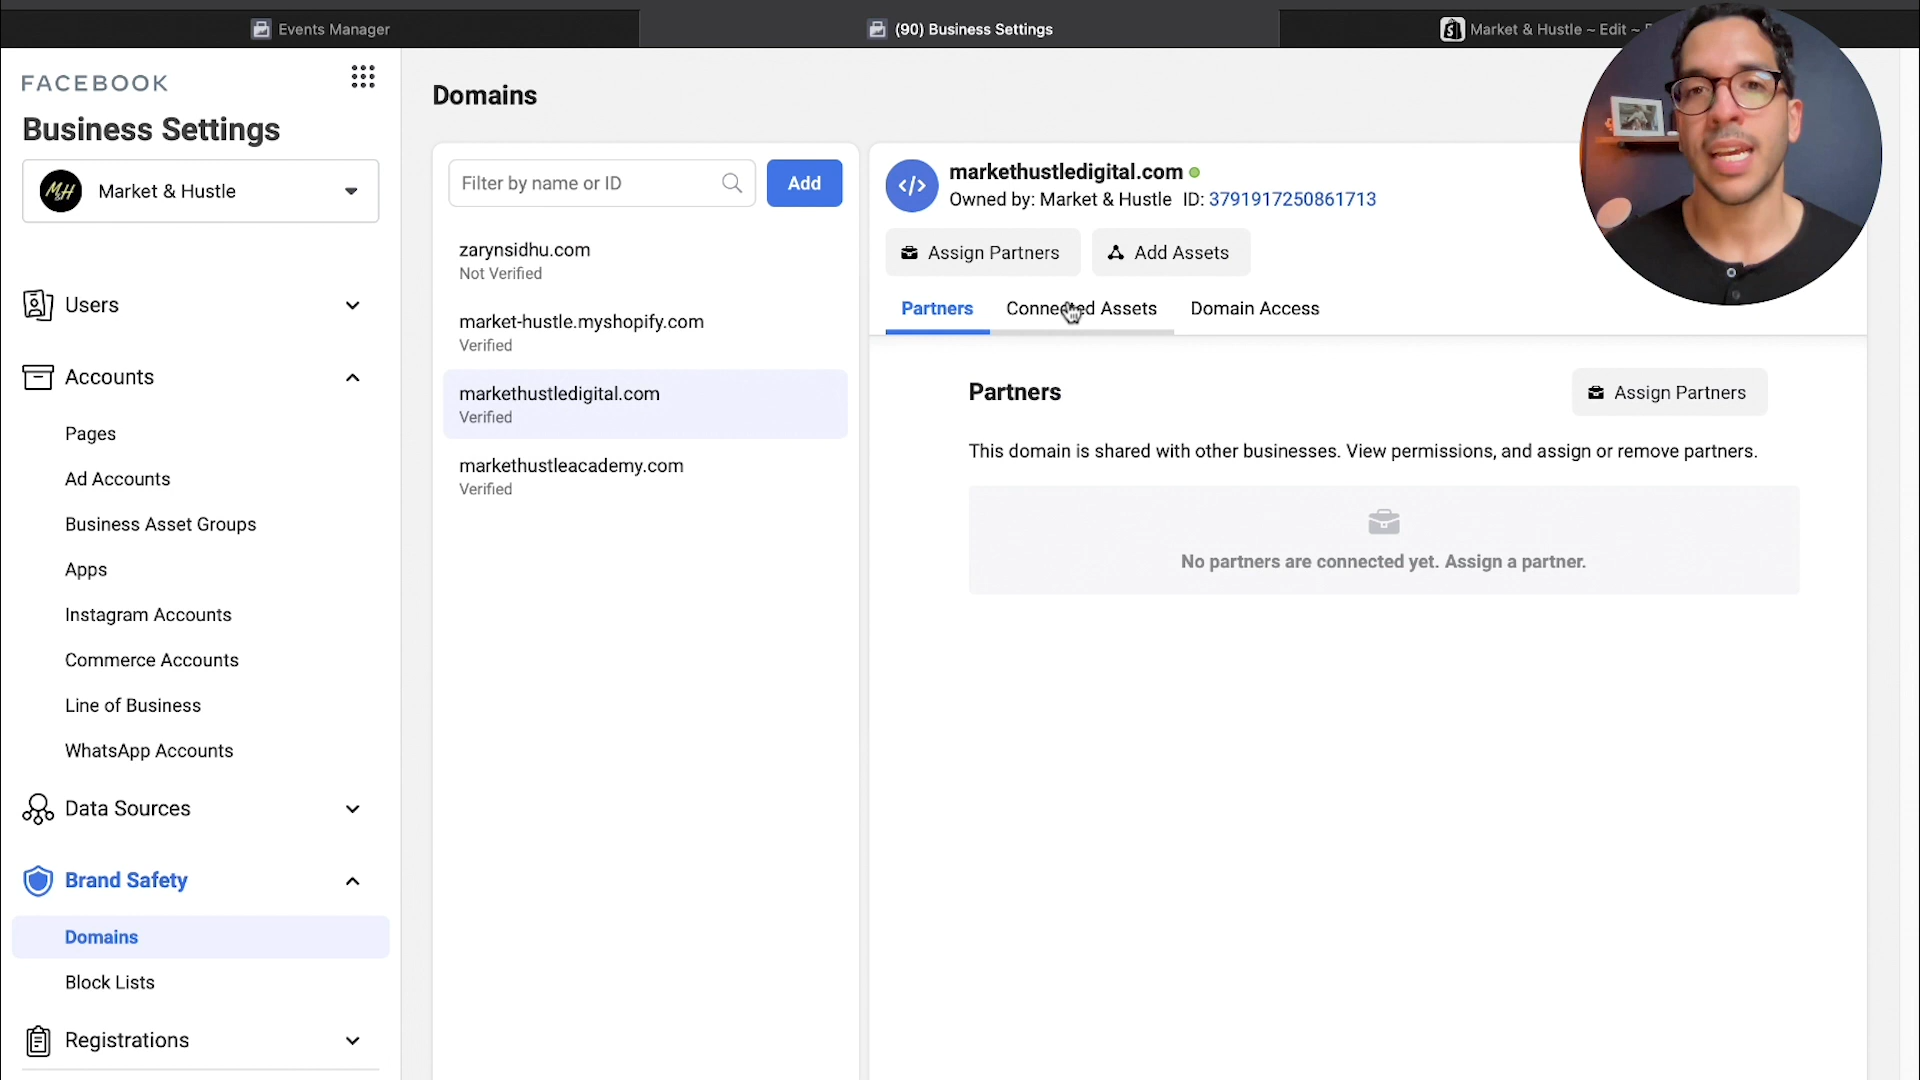 Events Manager
(90) Business Settings
Market & Hustle ~ Edit ~
FACEBOOK
Business Settings
MH
Market & Hustle
Users
Accounts
Pages
Ad Accounts
Business Asset Groups
Apps
Instagram Accounts
Commerce Accounts
Line of Business
WhatsApp Accounts
Data Sources
Brand Safety
Domains
Block Lists
Registrations
Domains
Filter by name or ID
Add
zarynsidhu.com
Not Verified
market-hustle.myshopify.com
Verified
markethustledigital.com
Verified
markethustleacademy.com
Verified
</>
markethustledigital.com
Owned by: Market & Hustle ID: 3791917250861713
Assign Partners
Add Assets
Partners
Connected Assets
Domain Access
Partners
Assign Partners
This domain is shared with other businesses. View permissions, and assign or remove partners.
No partners are connected yet. Assign a partner.